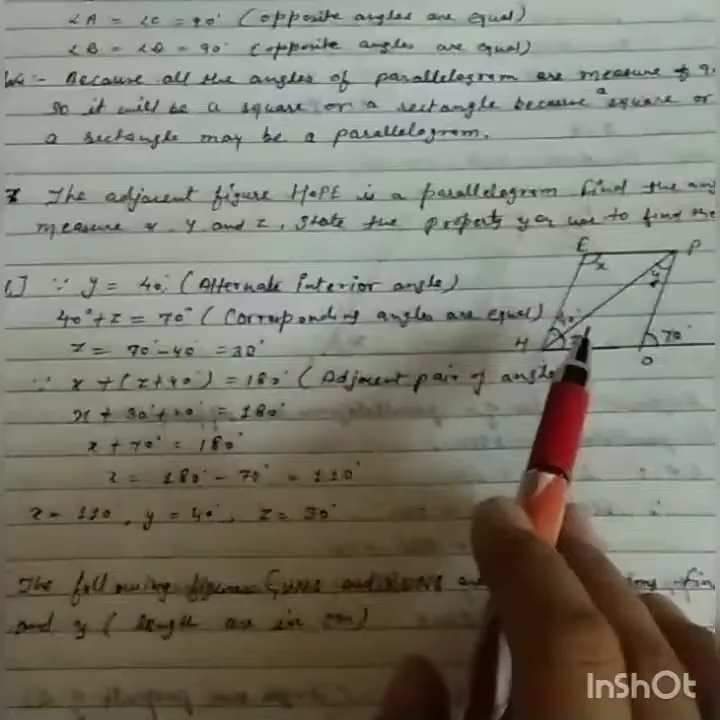 ∠A = ∠C = 90° (opposite angles are equal)
∠B = ∠D = 90° (opposite angles are equal)
:- Because all the angles of parallelogram are measure of
so it will be a square or a rectangle because a square or
a rectangle may be a parallelogram.
The adjacent figure HOPE is a parallelogram find the
measure x, y and z, state the property you use to find
E
P
x
y
∵ y = 40° (Alternate Interior angle)
40° + z = 70° (Corresponding angles are equal)
40°
z = 70° - 40 = 30°
H
z
70°
O
∵ x + (z + 40°) = 180° (Adjacent pair of angle
x + 30° + 40° = 180°
x + 70° = 180°
x = 180° - 70° = 110°
x = 110, y = 40°, z = 30°
The following figures GUNS and RUNS
and y (length are in cm)
InShOt